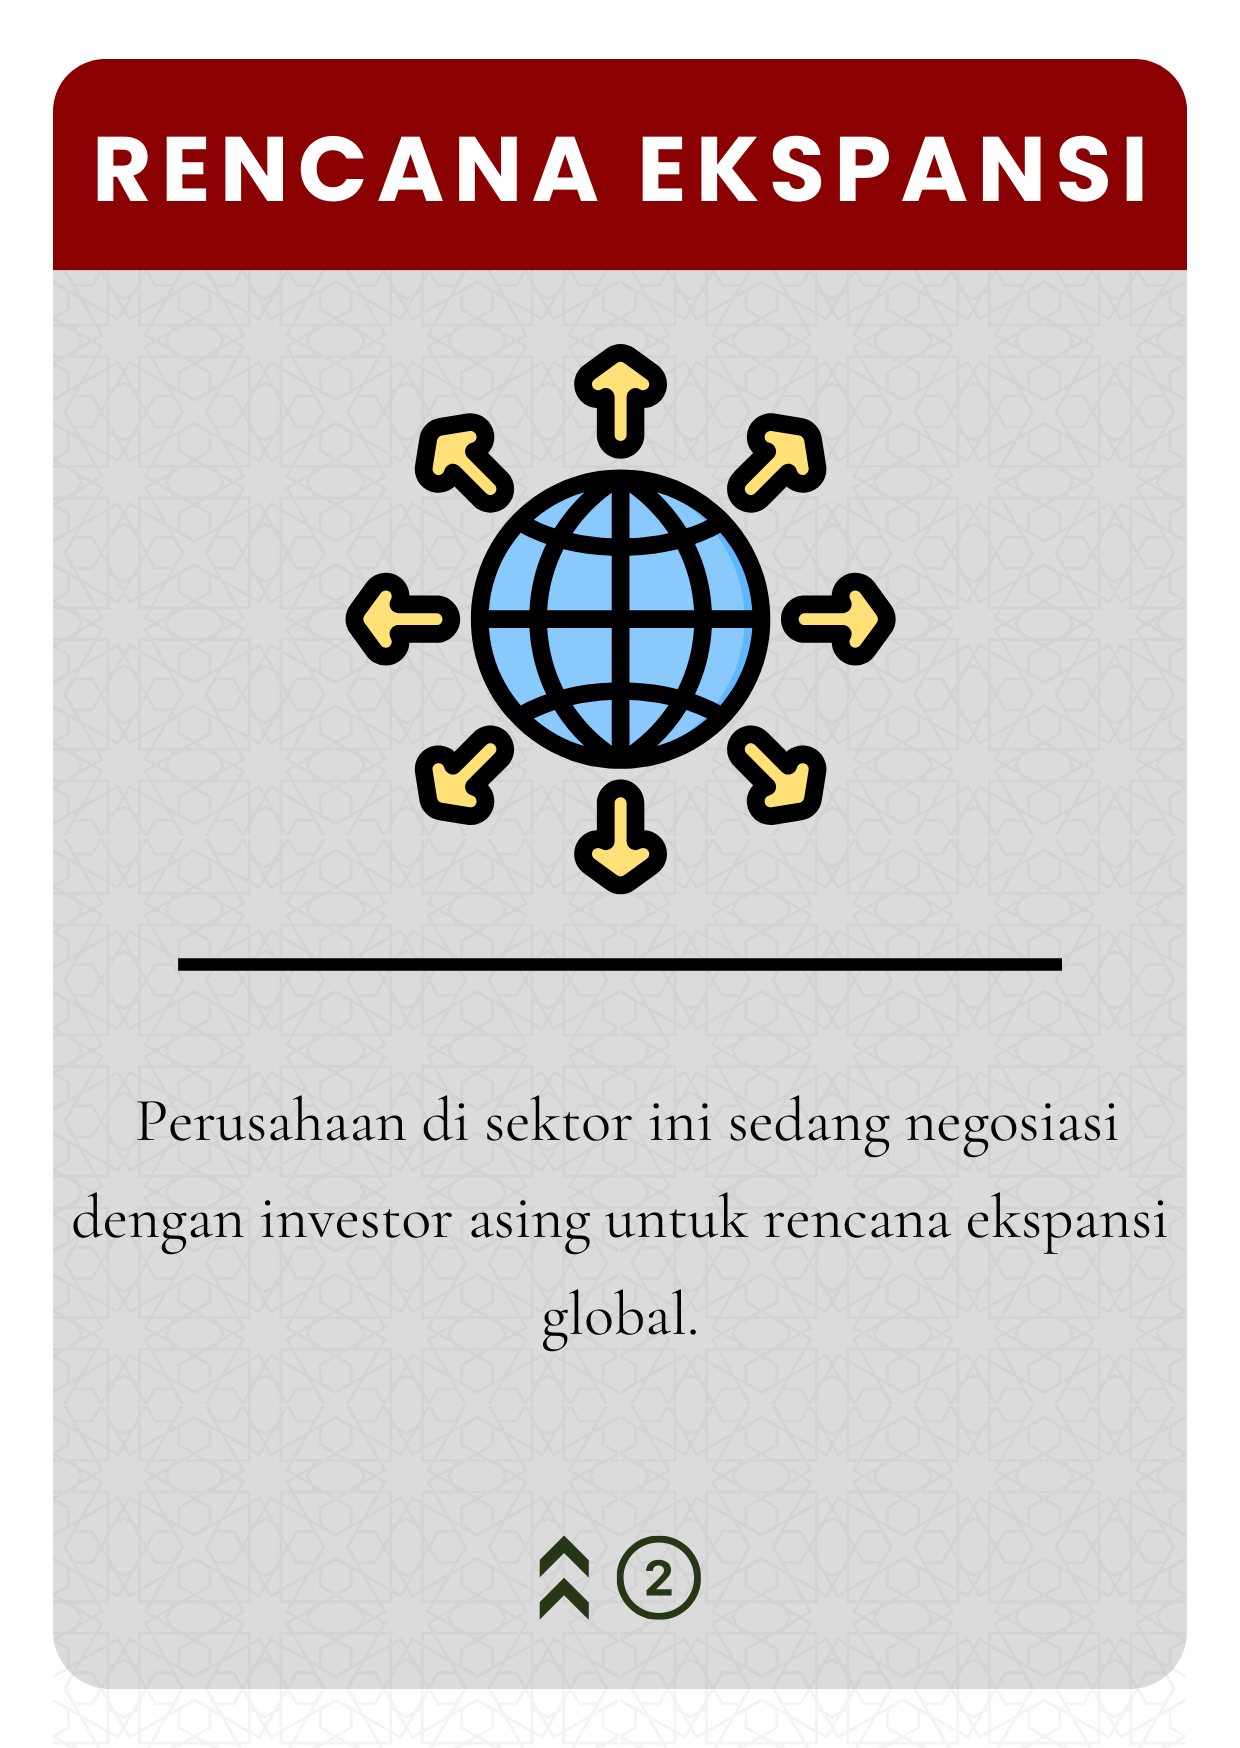 RENCANA EKSPANSI
Perusahaan di sektor ini sedang negosiasi
dengan investor asing untuk rencana ekspansi
global.
2